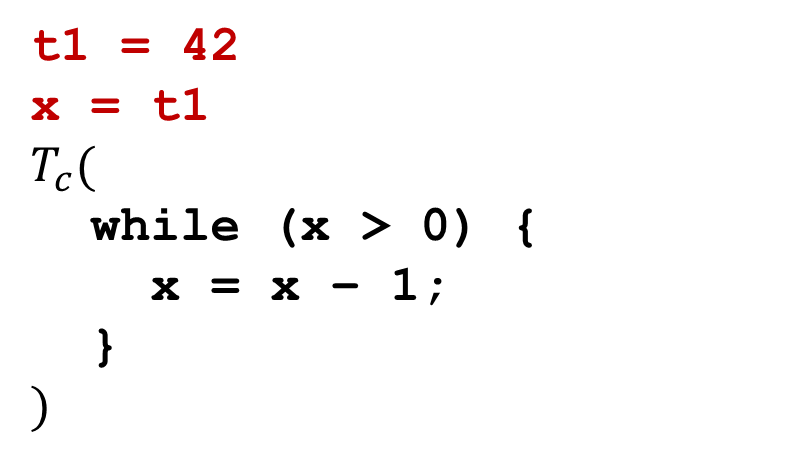 t1 = 42
x = t1
T_c(
while (x > 0) {
x = x - 1;
}
)